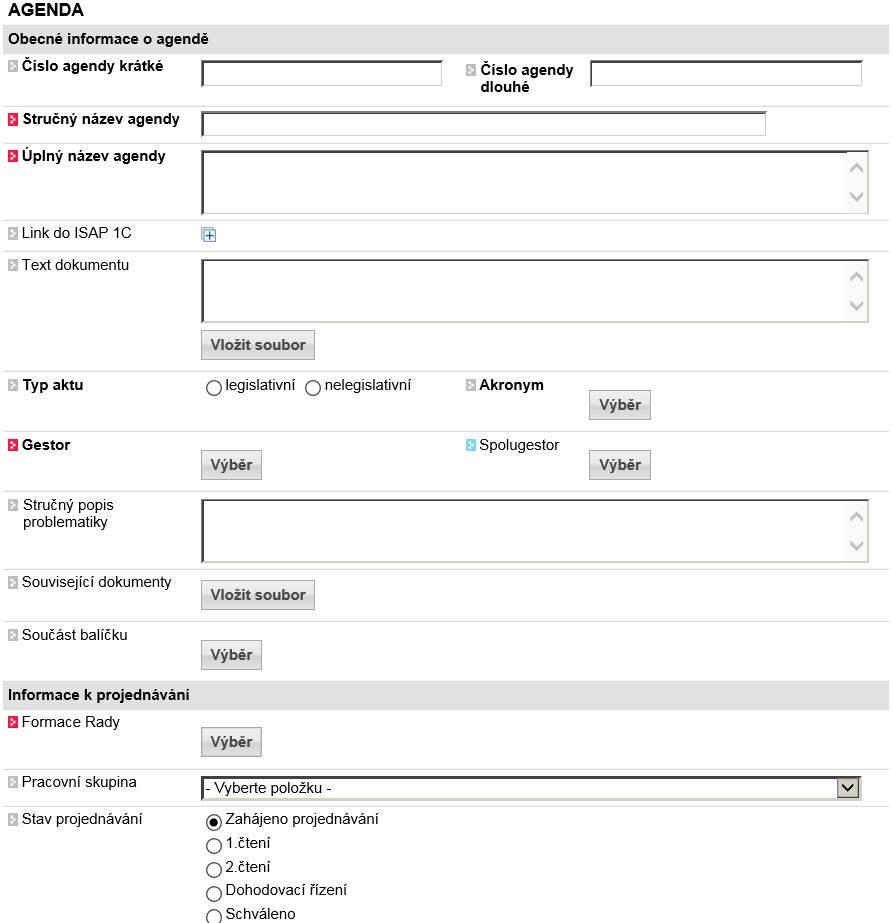 AGENDA
Obecné informace o agendě
Číslo agendy krátké
Číslo agendy
dlouhé
Stručný název agendy
Úplný název agendy
Link do ISAP 1C
Text dokumentu
Vložit soubor
Typ aktu
legislativní
nelegislativní
Akronym
Výběr
Gestor
Výběr
Spolugestor
Výběr
Stručný popis
problematiky
Související dokumenty
Vložit soubor
Součást balíčku
Výběr
Informace k projednávání
Formace Rady
Výběr
Pracovní skupina
- Vyberte položku -
Stav projednávání
Zahájeno projednávání
1.čtení
2.čtení
Dohodovací řízení
Schváleno